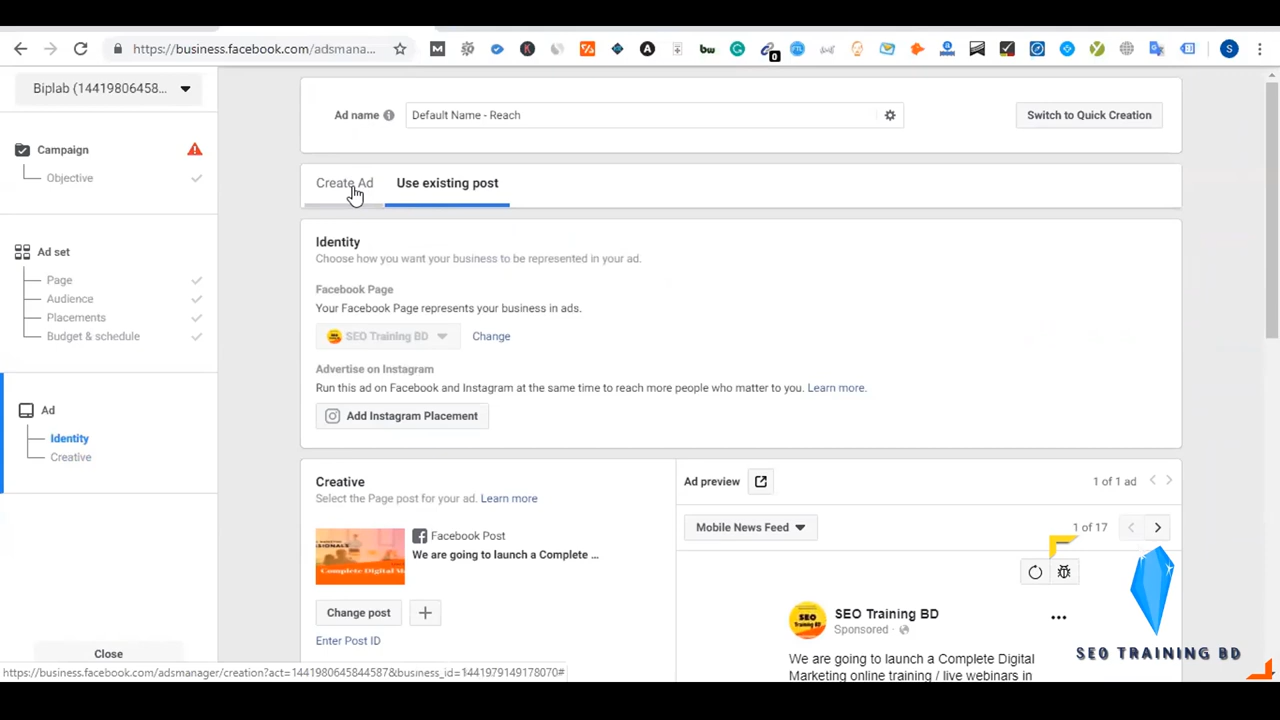 https://business.facebook.com/adsmana...
Biplab (14419806458...
Campaign
Objective
Ad set
Page
Audience
Placements
Budget & schedule
Ad
Identity
Creative
Close
Ad name
Default Name - Reach
Switch to Quick Creation
Create Ad
Use existing post
Identity
Choose how you want your business to be represented in your ad.
Facebook Page
Your Facebook Page represents your business in ads.
SEO Training BD
Change
Advertise on Instagram
Run this ad on Facebook and Instagram at the same time to reach more people who matter to you. Learn more.
Add Instagram Placement
Creative
Select the Page post for your ad. Learn more
Facebook Post
We are going to launch a Complete ...
Complete Digital M
Change post
Enter Post ID
Ad preview
1 of 1 ad
Mobile News Feed
1 of 17
SEO Training BD
Sponsored
We are going to launch a Complete Digital
Marketing online training / live webinars in
SEO TRAINING BD
https://business.facebook.com/adsmanager/creation?act=1441980645844587&business_id=1441979149178070#